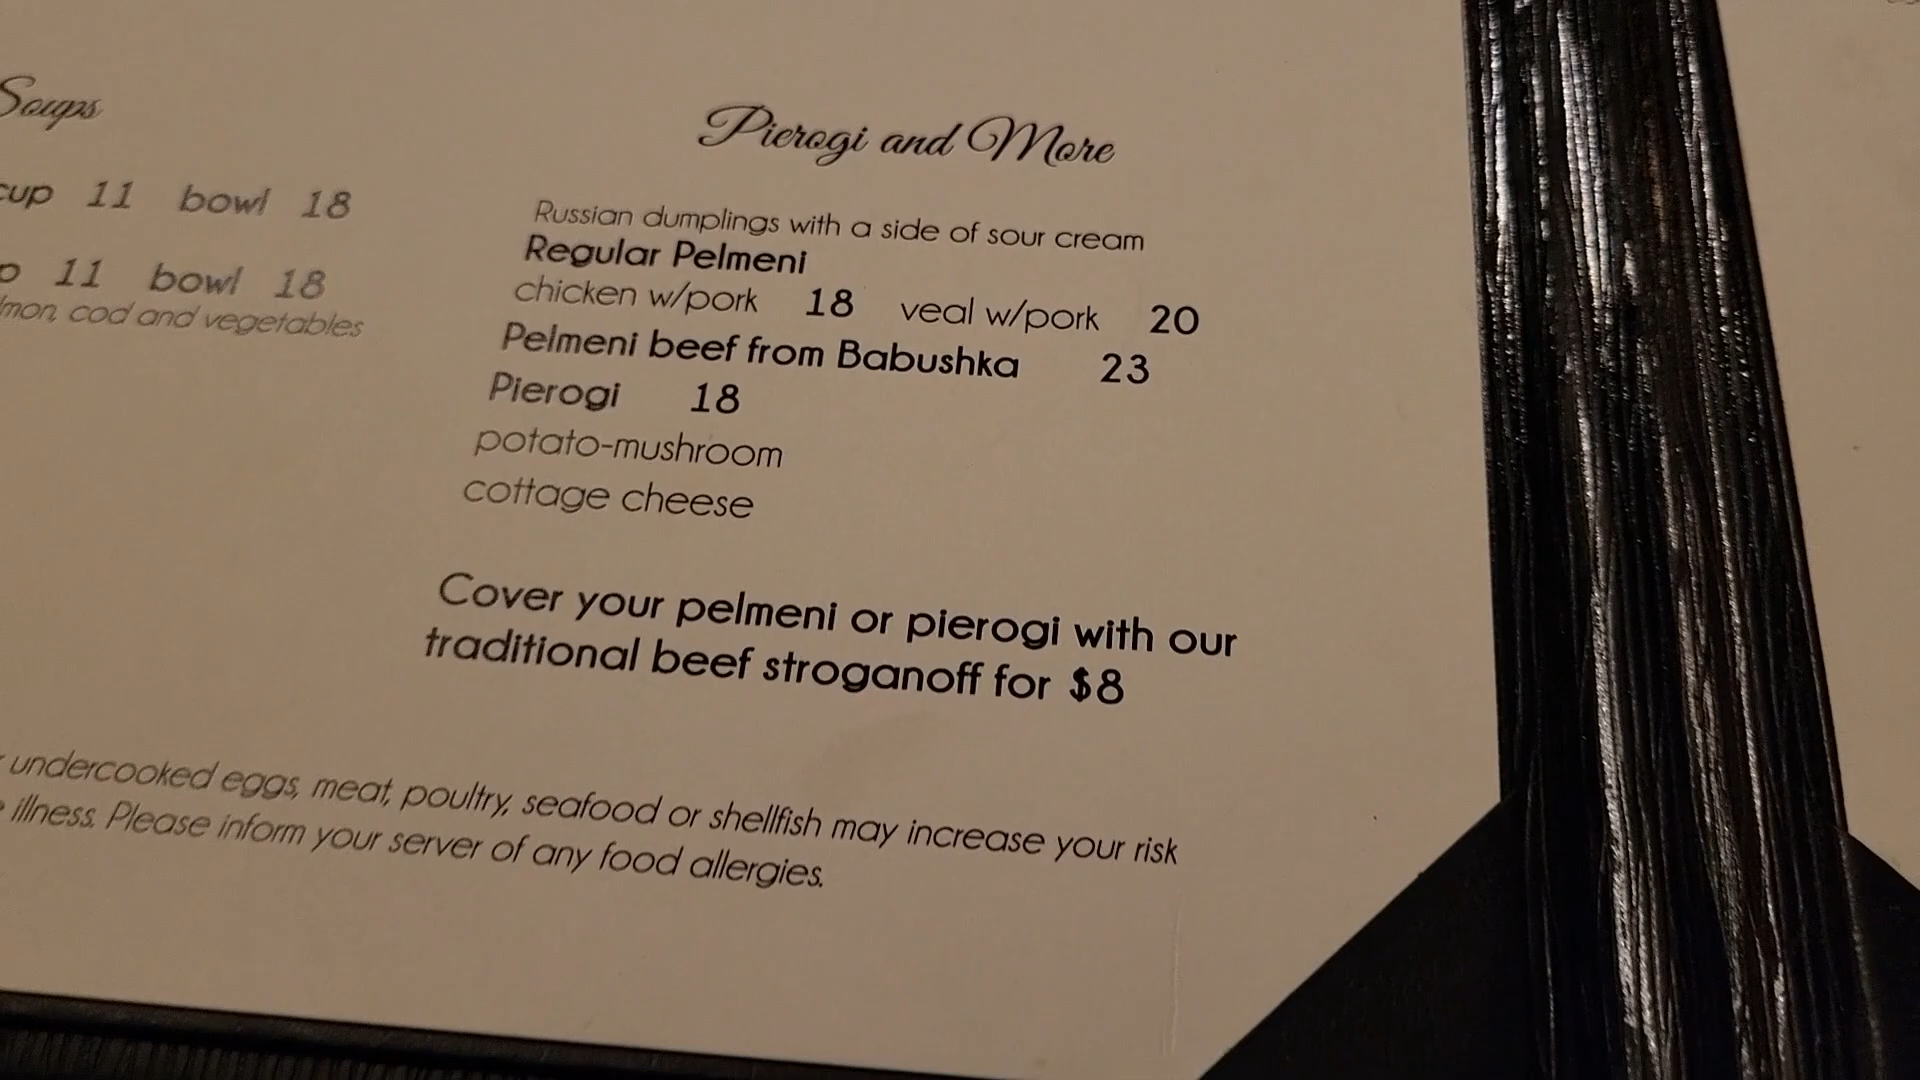 Soups
cup 11 bowl 18
11 bowl 18
cod and vegetables
Pierogi and More
Russian dumplings with a side of sour cream
Regular Pelmeni
chicken w/pork 18 veal w/pork 20
Pelmeni beef from Babushka 23
Pierogi 18
potato-mushroom
cottage cheese
Cover your pelmeni or pierogi with our
traditional beef stroganoff for $8
undercooked eggs, meat, poultry, seafood or shellfish may increase your risk
illness. Please inform your server of any food allergies.